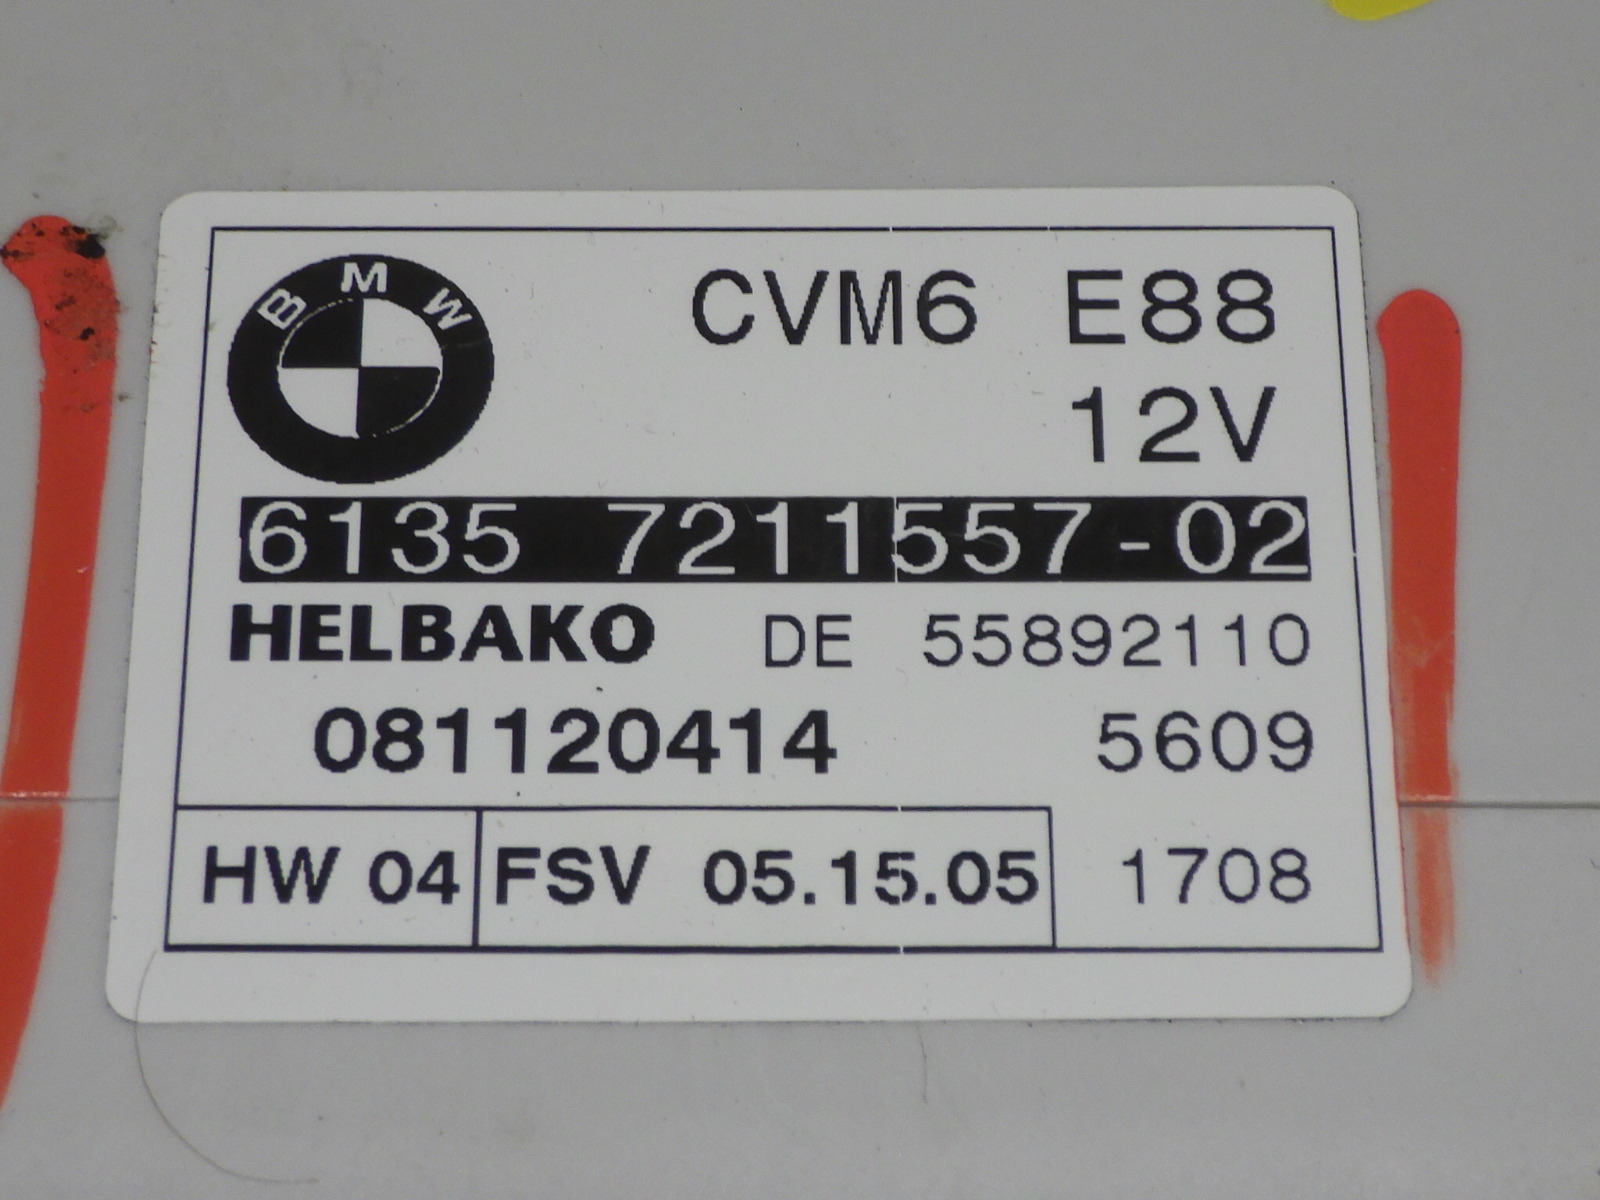 BMW
CVM6 E88
12V
6135 7211557-02
HELBAKO DE 55892110
081120414 5609
HW 04 FSV 05.15.05 1708